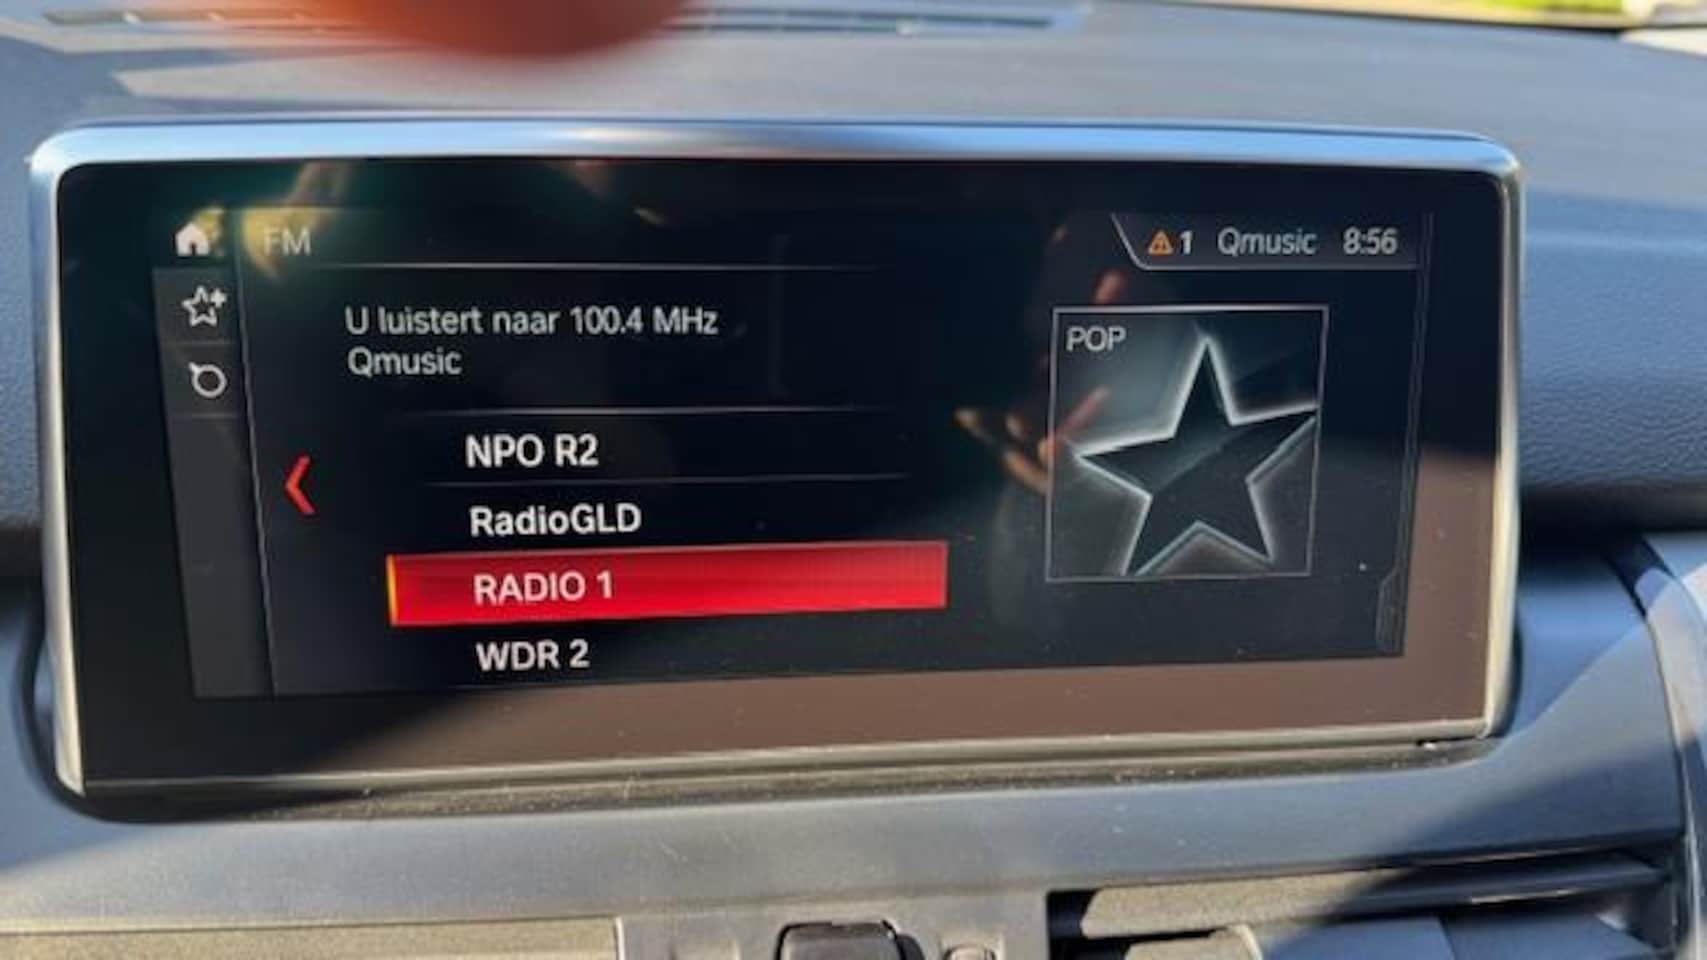 FM
1 Qmusic 8:56
U luistert naar 100.4 MHz
Qmusic
POP
NPO R2
RadioGLD
RADIO 1
WDR 2